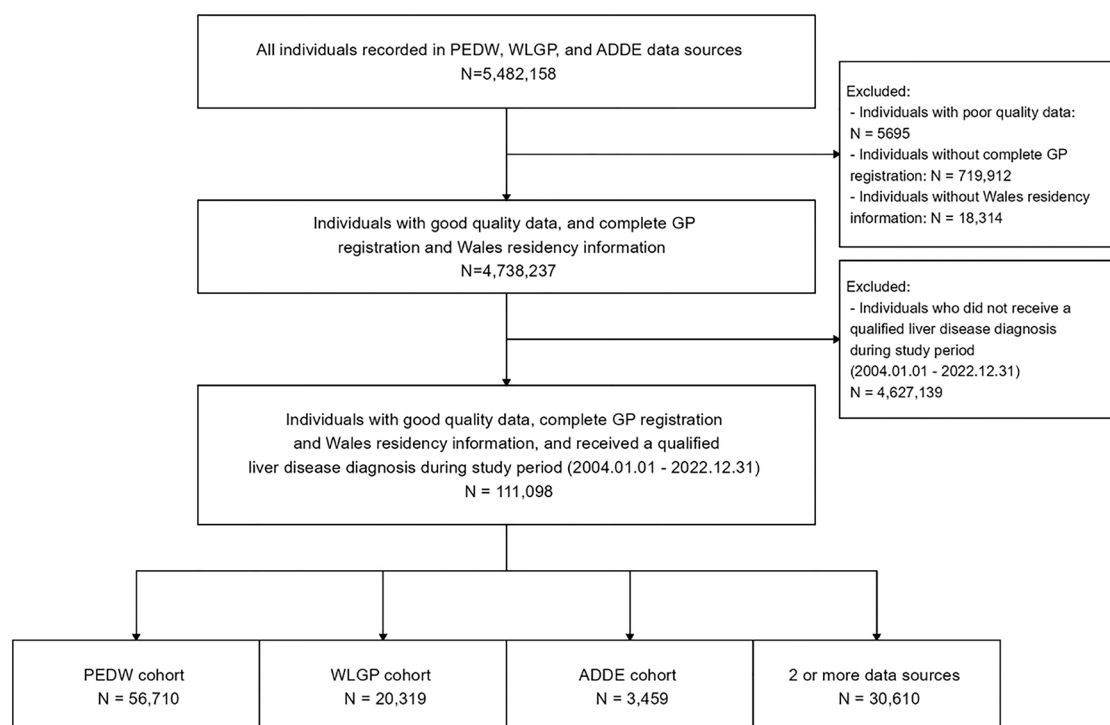 All individuals recorded in PEDW, WLGP, and ADDE data sources
N=5,482,158
Excluded:
- Individuals with poor quality data:
N = 5695
- Individuals without complete GP
registration: N = 719,912
- Individuals without Wales residency
information: N = 18,314
Individuals with good quality data, and complete GP
registration and Wales residency information
N=4,738,237
Excluded:
- Individuals who did not receive a
qualified liver disease diagnosis
during study period
(2004.01.01 - 2022.12.31)
N = 4,627,139
Individuals with good quality data, complete GP registration
and Wales residency information, and received a qualified
liver disease diagnosis during study period (2004.01.01 - 2022.12.31)
N = 111,098
PEDW cohort
N = 56,710
WLGP cohort
N = 20,319
ADDE cohort
N = 3,459
2 or more data sources
N = 30,610